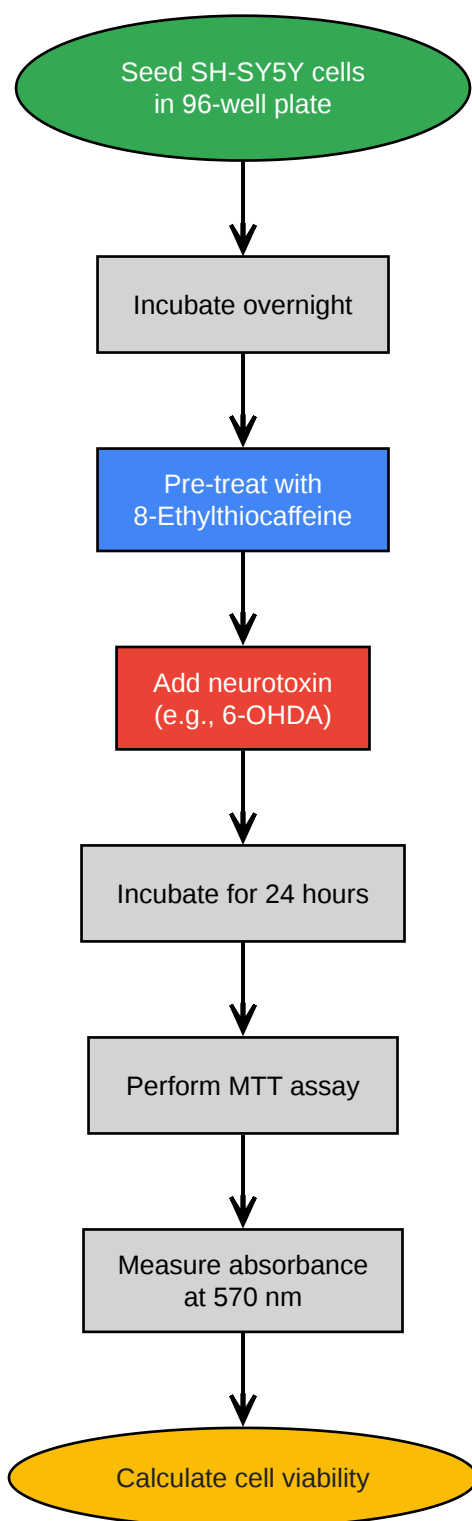 Seed SH-SY5Y cells
in 96-well plate
Incubate overnight
Pre-treat with
8-Ethylthiocaffeine
Add neurotoxin
(e.g., 6-OHDA)
Incubate for 24 hours
Perform MTT assay
Measure absorbance
at 570 nm
Calculate cell viability